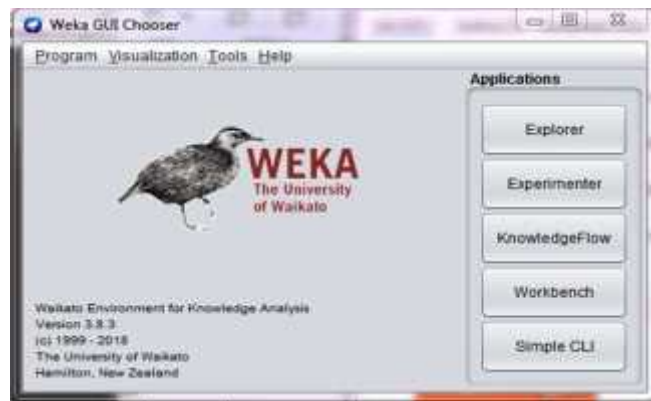 Weka GUI Chooser
Program Visualization Tools Help
Applications
Explorer
Experimenter
KnowledgeFlow
Workbench
Simple CLI
WEKA
The University
of Waikato
Waikato Environment for Knowledge Analysis
Version 3.8.3
(c) 1999 - 2018
The University of Waikato
Hamilton, New Zealand